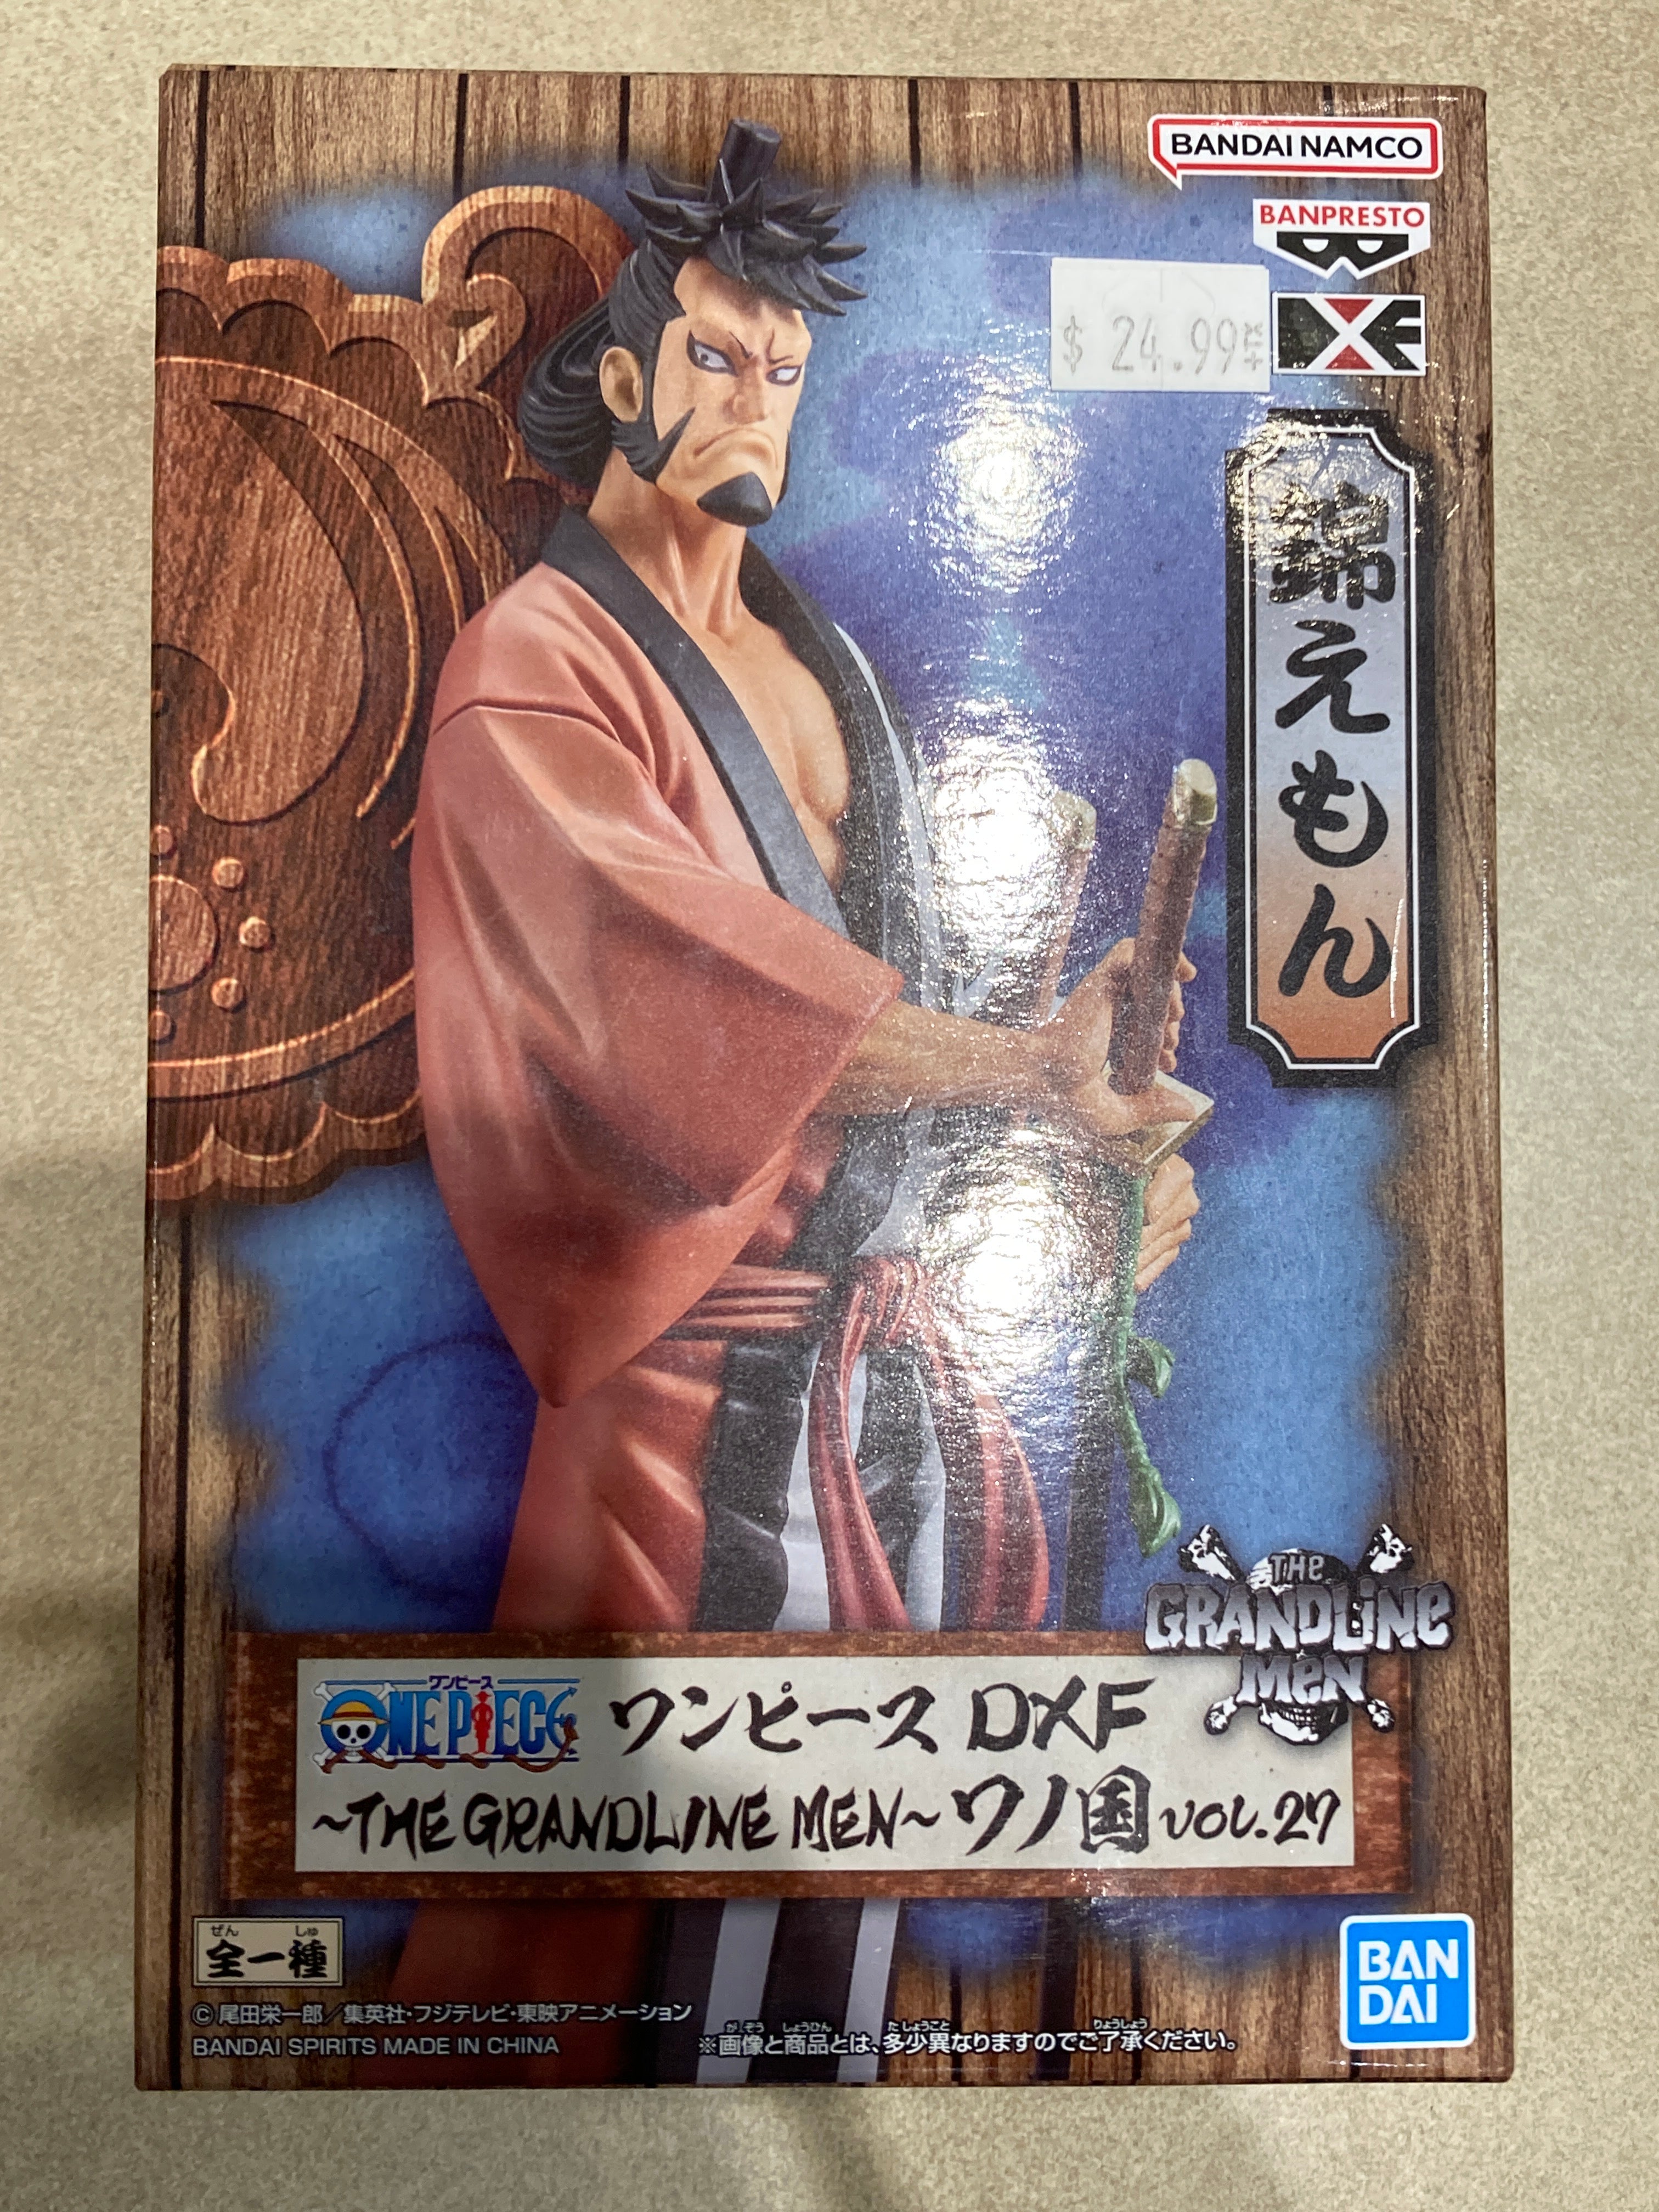 BANDAI NAMCO
BANPRESTO
$ 24.99
DXF
錦えもん
THE
GRANDLINE
MEN
ワンピース
ONE PIECE
ワンピース DXF
~THE GRANDLINE MEN~ ワノ国 VOL.27
ぜん しゅ
全一種
BAN
DAI
©尾田栄一郎/集英社・フジテレビ・東映アニメーション
BANDAI SPIRITS MADE IN CHINA
がぞう しょうひん たしょうこと りょうしょう
※画像と商品とは、多少異なりますのでご了承ください。